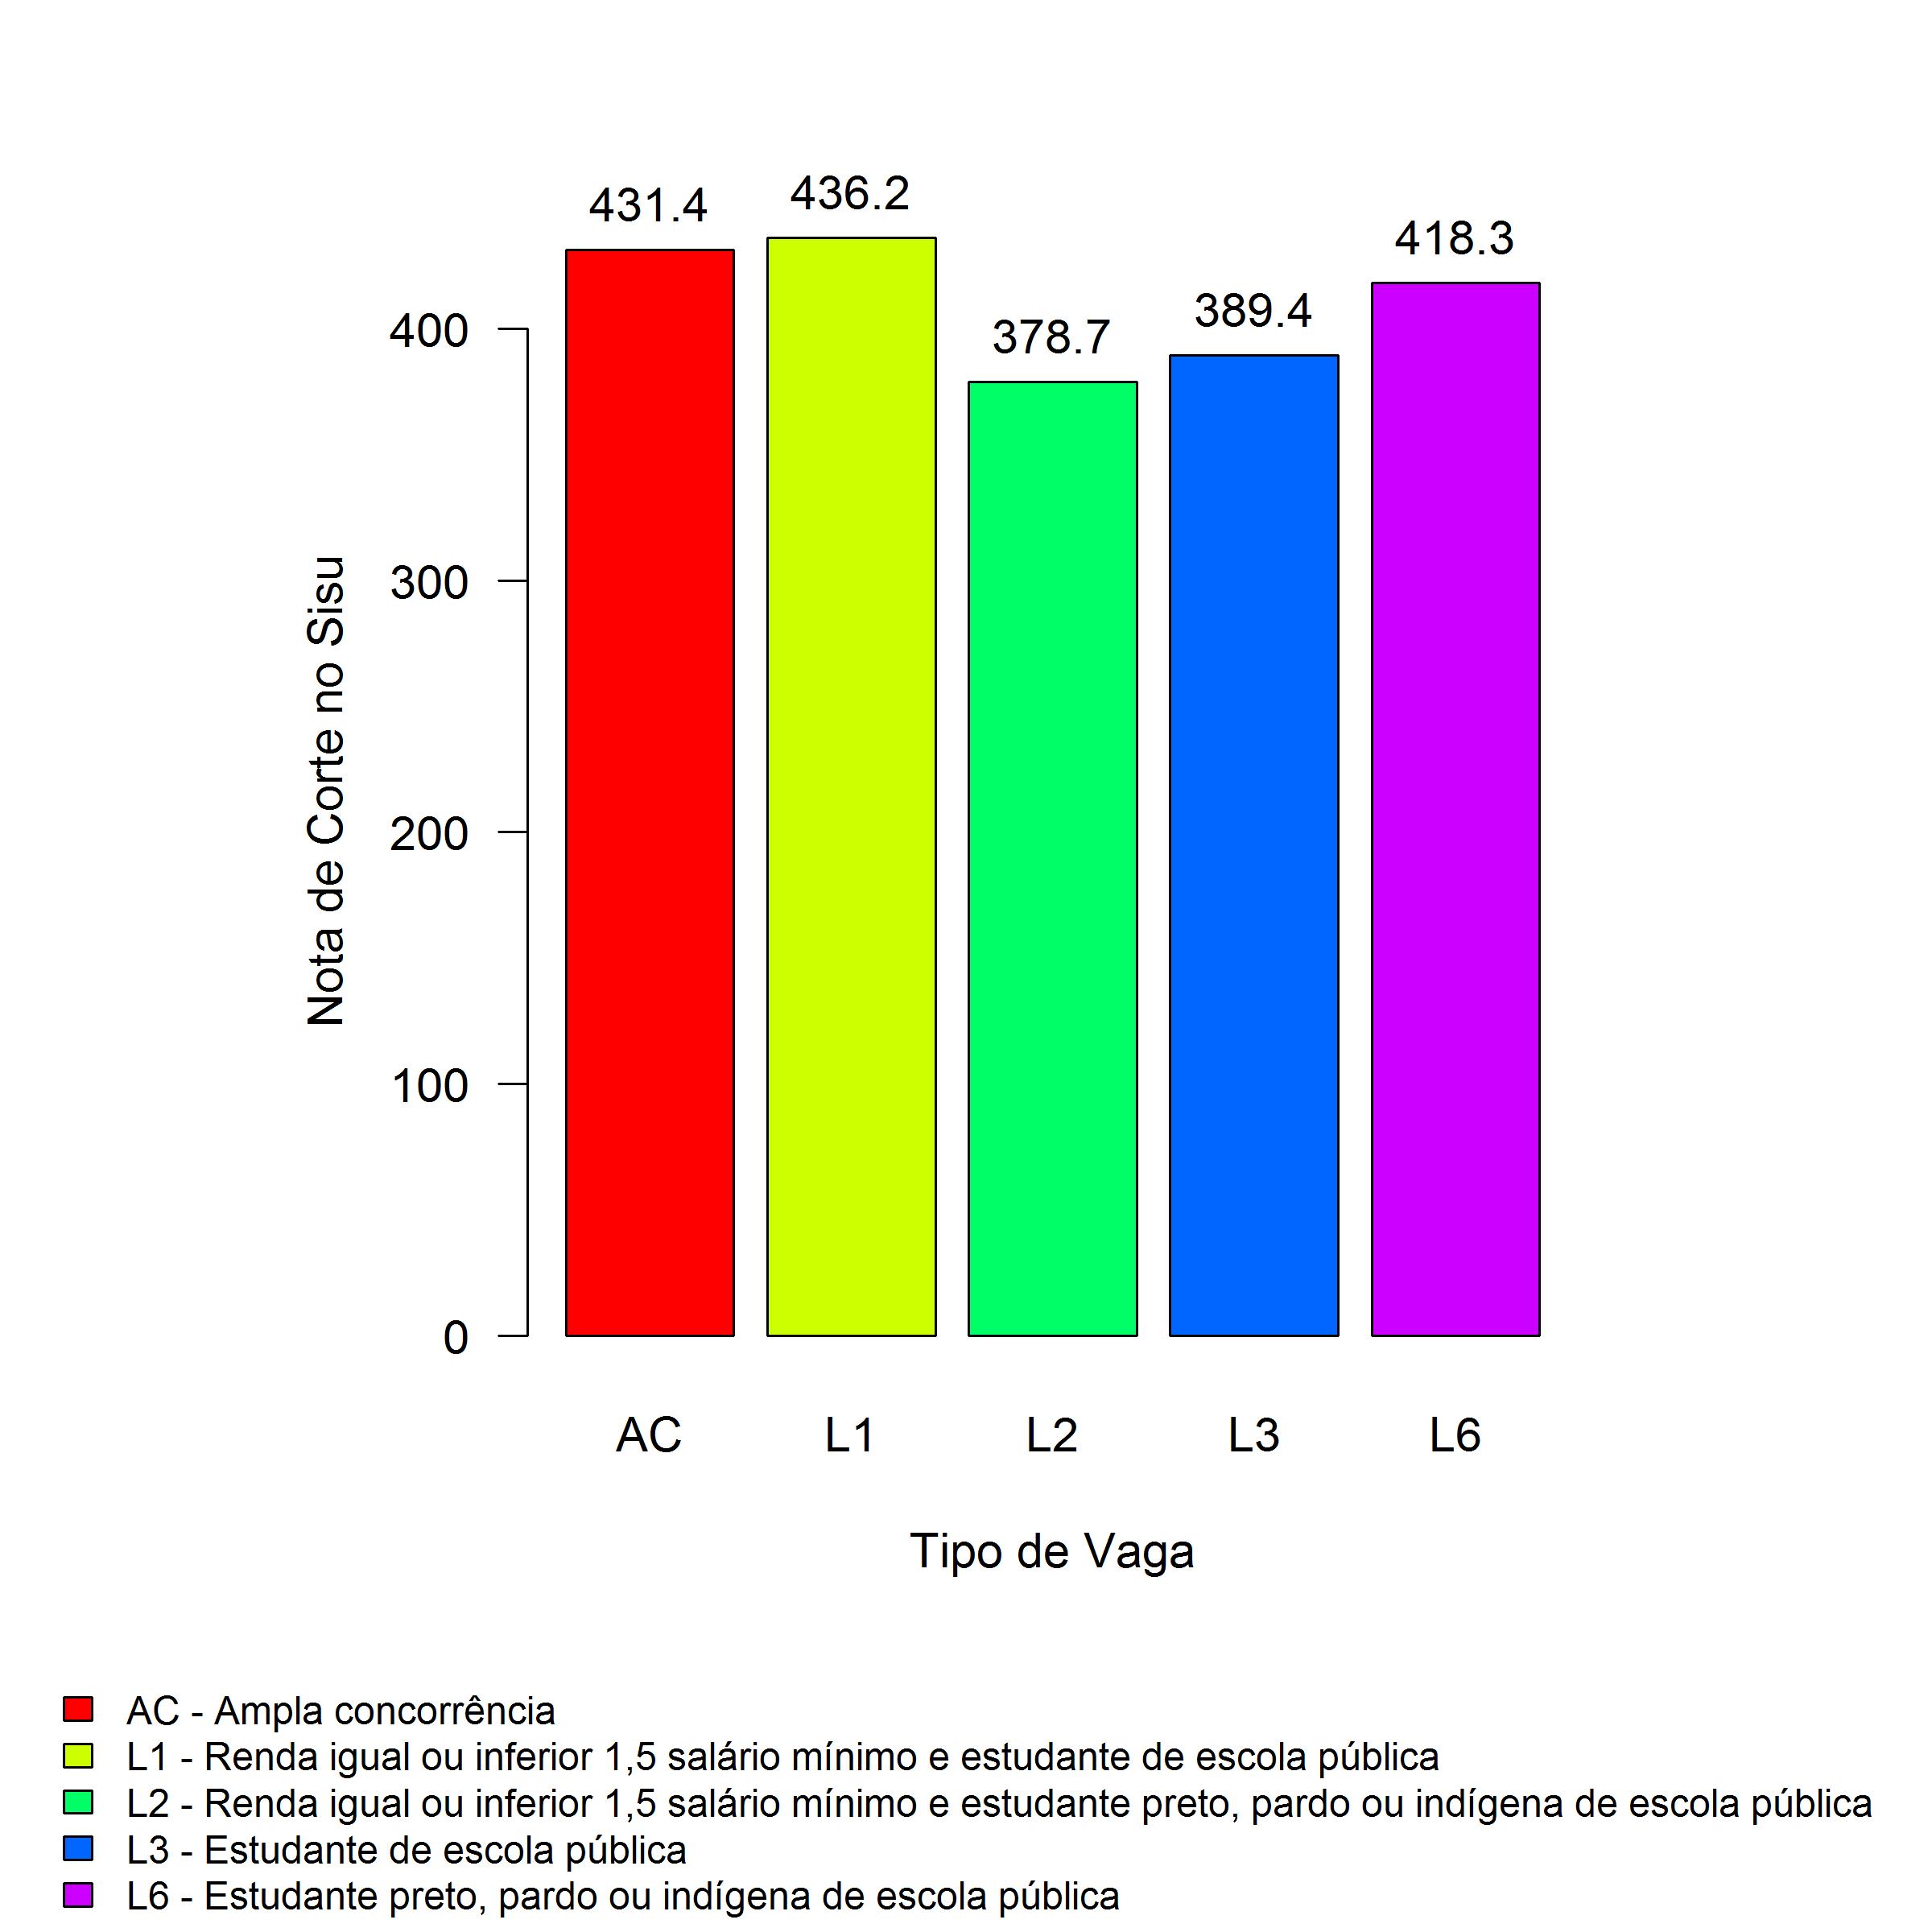 431.4
436.2
378.7
389.4
418.3
400
300
200
100
0
Nota de Corte no Sisu
AC
L1
L2
L3
L6
Tipo de Vaga
AC - Ampla concorrência
L1 - Renda igual ou inferior 1,5 salário mínimo e estudante de escola pública
L2 - Renda igual ou inferior 1,5 salário mínimo e estudante preto, pardo ou indígena de escola pública
L3 - Estudante de escola pública
L6 - Estudante preto, pardo ou indígena de escola pública